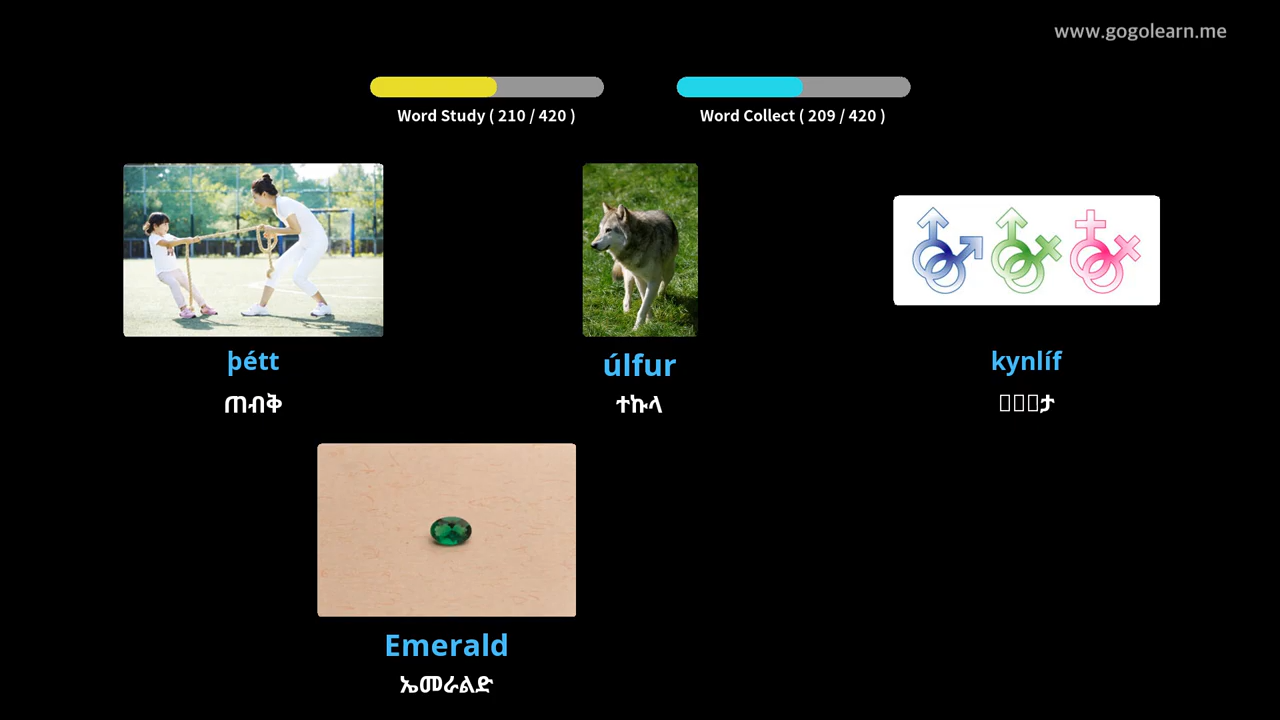 www.gogolearn.me
Word Study ( 210 / 420 )
Word Collect ( 209 / 420 )
þétt
úlfur
kynlíf
ጠብቅ
ተኩላ
Emerald
ኤመራልድ